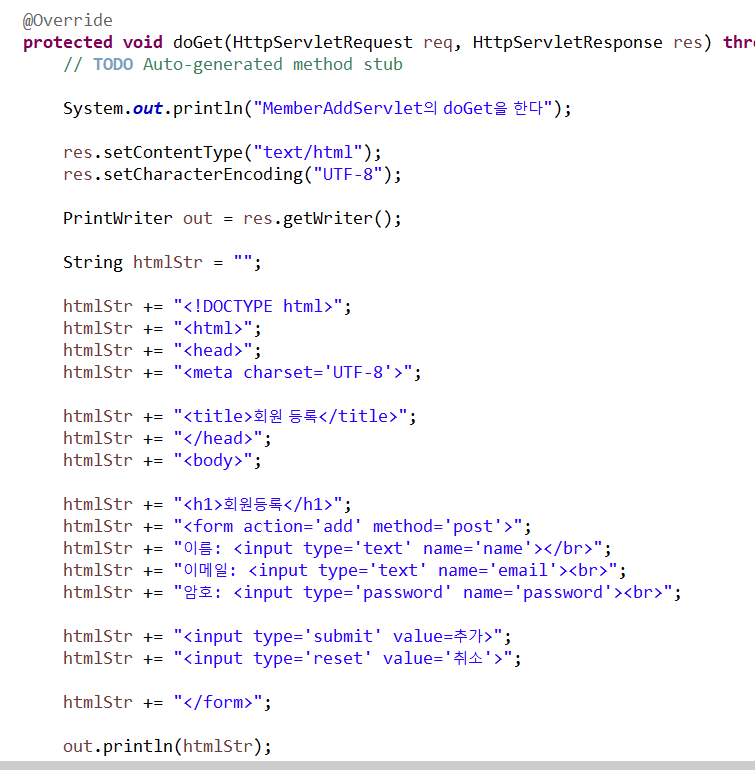 @Override
protected void doGet(HttpServletRequest req, HttpServletResponse res) thr
// TODO Auto-generated method stub
System.out.println("MemberAddServlet의 doGet을 한다");
res.setContentType("text/html");
res.setCharacterEncoding("UTF-8");
PrintWriter out = res.getWriter();
String htmlStr = "";
htmlStr += "<!DOCTYPE html>";
htmlStr += "<html>";
htmlStr += "<head>";
htmlStr += "<meta charset='UTF-8'>";
htmlStr += "<title>회원 등록</title>";
htmlStr += "</head>";
htmlStr += "<body>";
htmlStr += "<h1>회원등록</h1>";
htmlStr += "<form action='add' method='post'>";
htmlStr += "이름: <input type='text' name='name'></br>";
htmlStr += "이메일: <input type='text' name='email'><br>";
htmlStr += "암호: <input type='password' name='password'><br>";
htmlStr += "<input type='submit' value=추가>";
htmlStr += "<input type='reset' value='취소'>";
htmlStr += "</form>";
out.println(htmlStr);